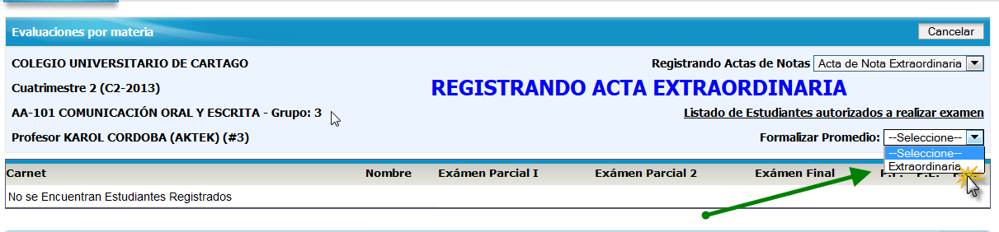 Evaluaciones por materia
Cancelar
COLEGIO UNIVERSITARIO DE CARTAGO
Registrando Actas de Notas Acta de Nota Extraordinaria
Cuatrimestre 2 (C2-2013)
REGISTRANDO ACTA EXTRAORDINARIA
AA-101 COMUNICACIÓN ORAL Y ESCRITA - Grupo: 3
Listado de Estudiantes autorizados a realizar examen
Profesor KAROL CORDOBA (AKTEK) (#3)
Formalizar Promedio: --Seleccione--
--Seleccione--
Extraordinaria
Carnet Nombre Exámen Parcial I Exámen Parcial 2 Exámen Final
No se Encuentran Estudiantes Registrados